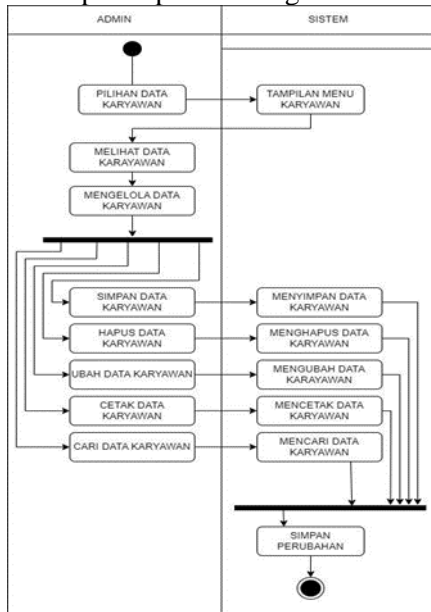 ADMIN
SISTEM
PILIHAN DATA
KARYAWAN
TAMPILAN MENU
KARYAWAN
MELIHAT DATA
KARAYAWAN
MENGELOLA DATA
KARYAWAN
SIMPAN DATA
KARYAWAN
MENYIMPAN DATA
KARYAWAN
HAPUS DATA
KARYAWAN
MENGHAPUS DATA
KARYAWAN
UBAH DATA KARYAWAN
MENGUBAH DATA
KARAYAWAN
CETAK DATA
KARYAWAN
MENCETAK DATA
KARYAWAN
CARI DATA KARYAWAN
MENCARI DATA
KARYAWAN
SIMPAN
PERUBAHAN